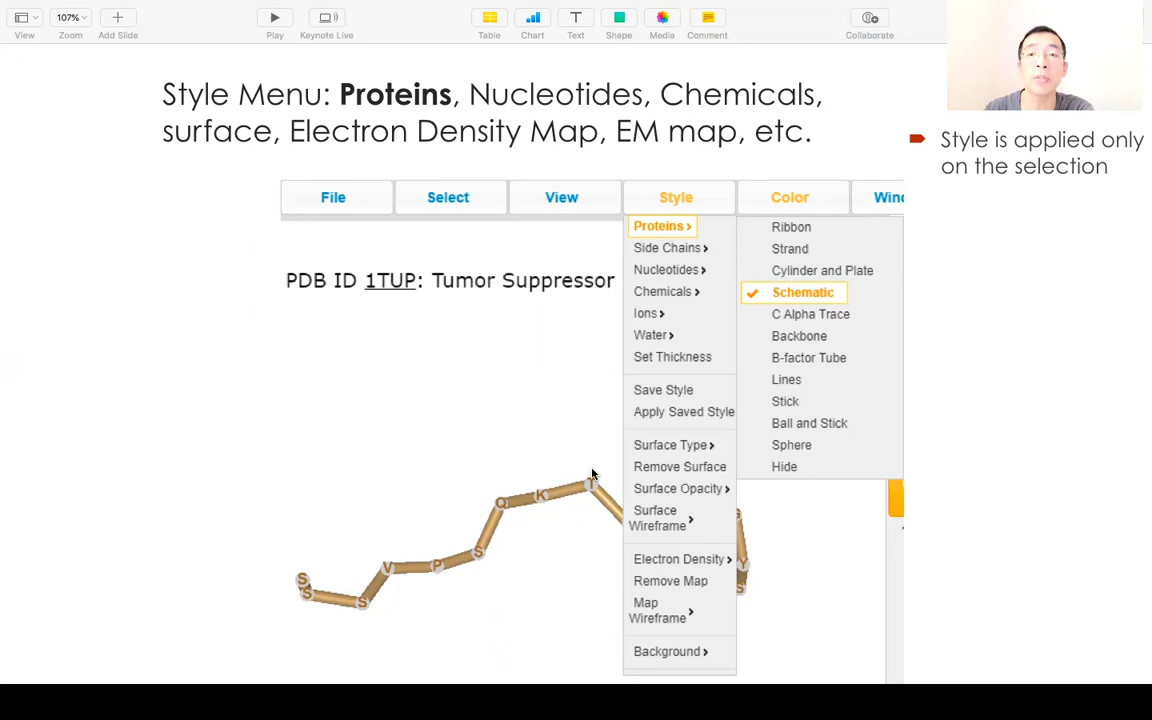 107%
View
Zoom
Add Slide
Play
Keynote Live
Table
Chart
Text
Shape
Media
Comment
Collaborate
Style Menu: Proteins, Nucleotides, Chemicals,
surface, Electron Density Map, EM map, etc.
Style is applied only
on the selection
File
Select
View
Style
Color
Wind
PDB ID 1TUP: Tumor Suppressor
Proteins
Side Chains
Nucleotides
Chemicals
Ions
Water
Set Thickness
Save Style
Apply Saved Style
Surface Type
Remove Surface
Surface Opacity
Surface
Wireframe
Electron Density
Remove Map
Map
Wireframe
Background
Ribbon
Strand
Cylinder and Plate
Schematic
C Alpha Trace
Backbone
B-factor Tube
Lines
Stick
Ball and Stick
Sphere
Hide
S
S
S
V
P
S
Q
K
T
Y
S